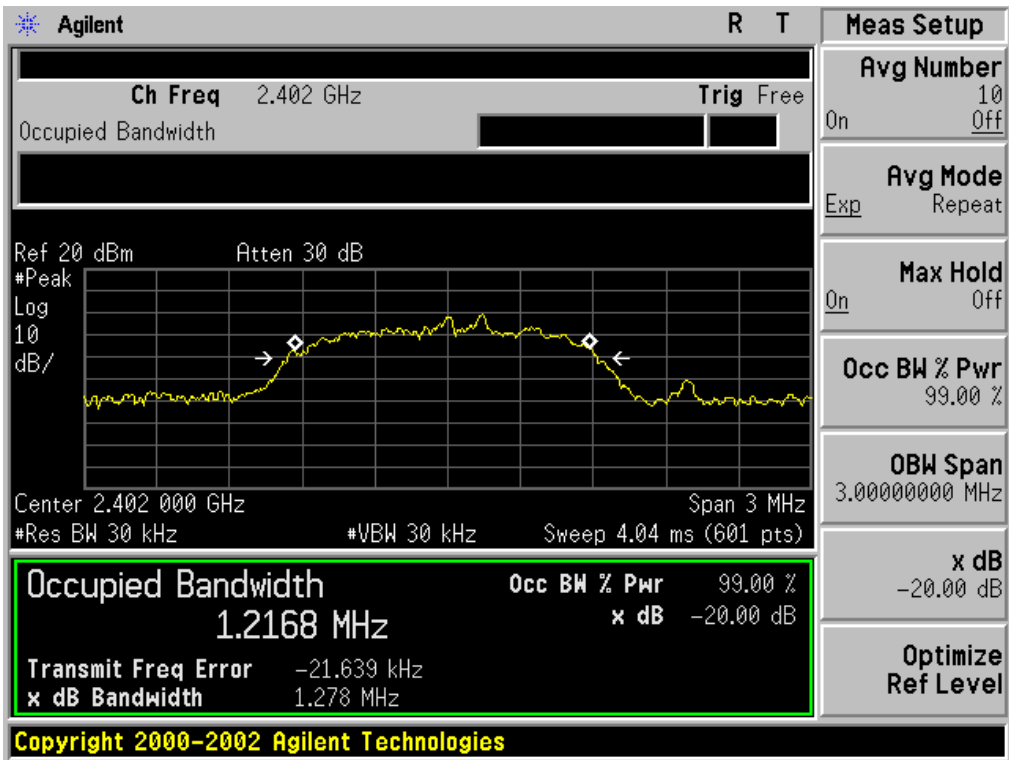 Agilent R T
Ch Freq 2.402 GHz Trig Free
Occupied Bandwidth
Ref 20 dBm Atten 30 dB
#Peak
Log
10
dB/
Center 2.402 000 GHz Span 3 MHz
#Res BW 30 kHz #VBW 30 kHz Sweep 4.04 ms (601 pts)
Occupied Bandwidth Occ BW % Pwr 99.00 %
1.2168 MHz x dB -20.00 dB
Transmit Freq Error -21.639 kHz
x dB Bandwidth 1.278 MHz
Copyright 2000-2002 Agilent Technologies
Meas Setup
Avg Number
10
On Off
Avg Mode
Exp Repeat
Max Hold
On Off
Occ BW % Pwr
99.00 %
OBW Span
3.00000000 MHz
x dB
-20.00 dB
Optimize
Ref Level